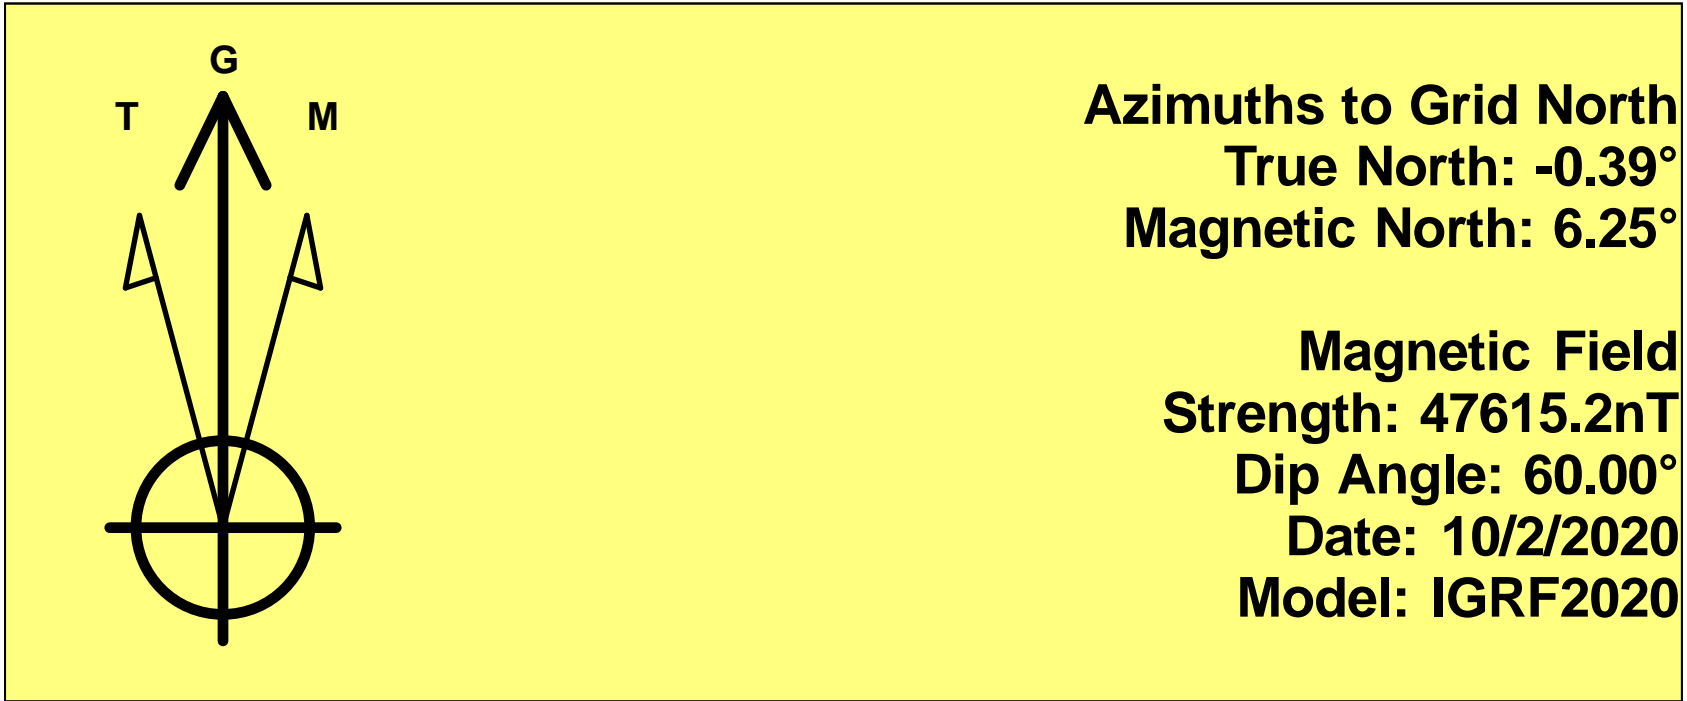 G
T
M
Azimuths to Grid North
True North: -0.39°
Magnetic North: 6.25°
Magnetic Field
Strength: 47615.2nT
Dip Angle: 60.00°
Date: 10/2/2020
Model: IGRF2020